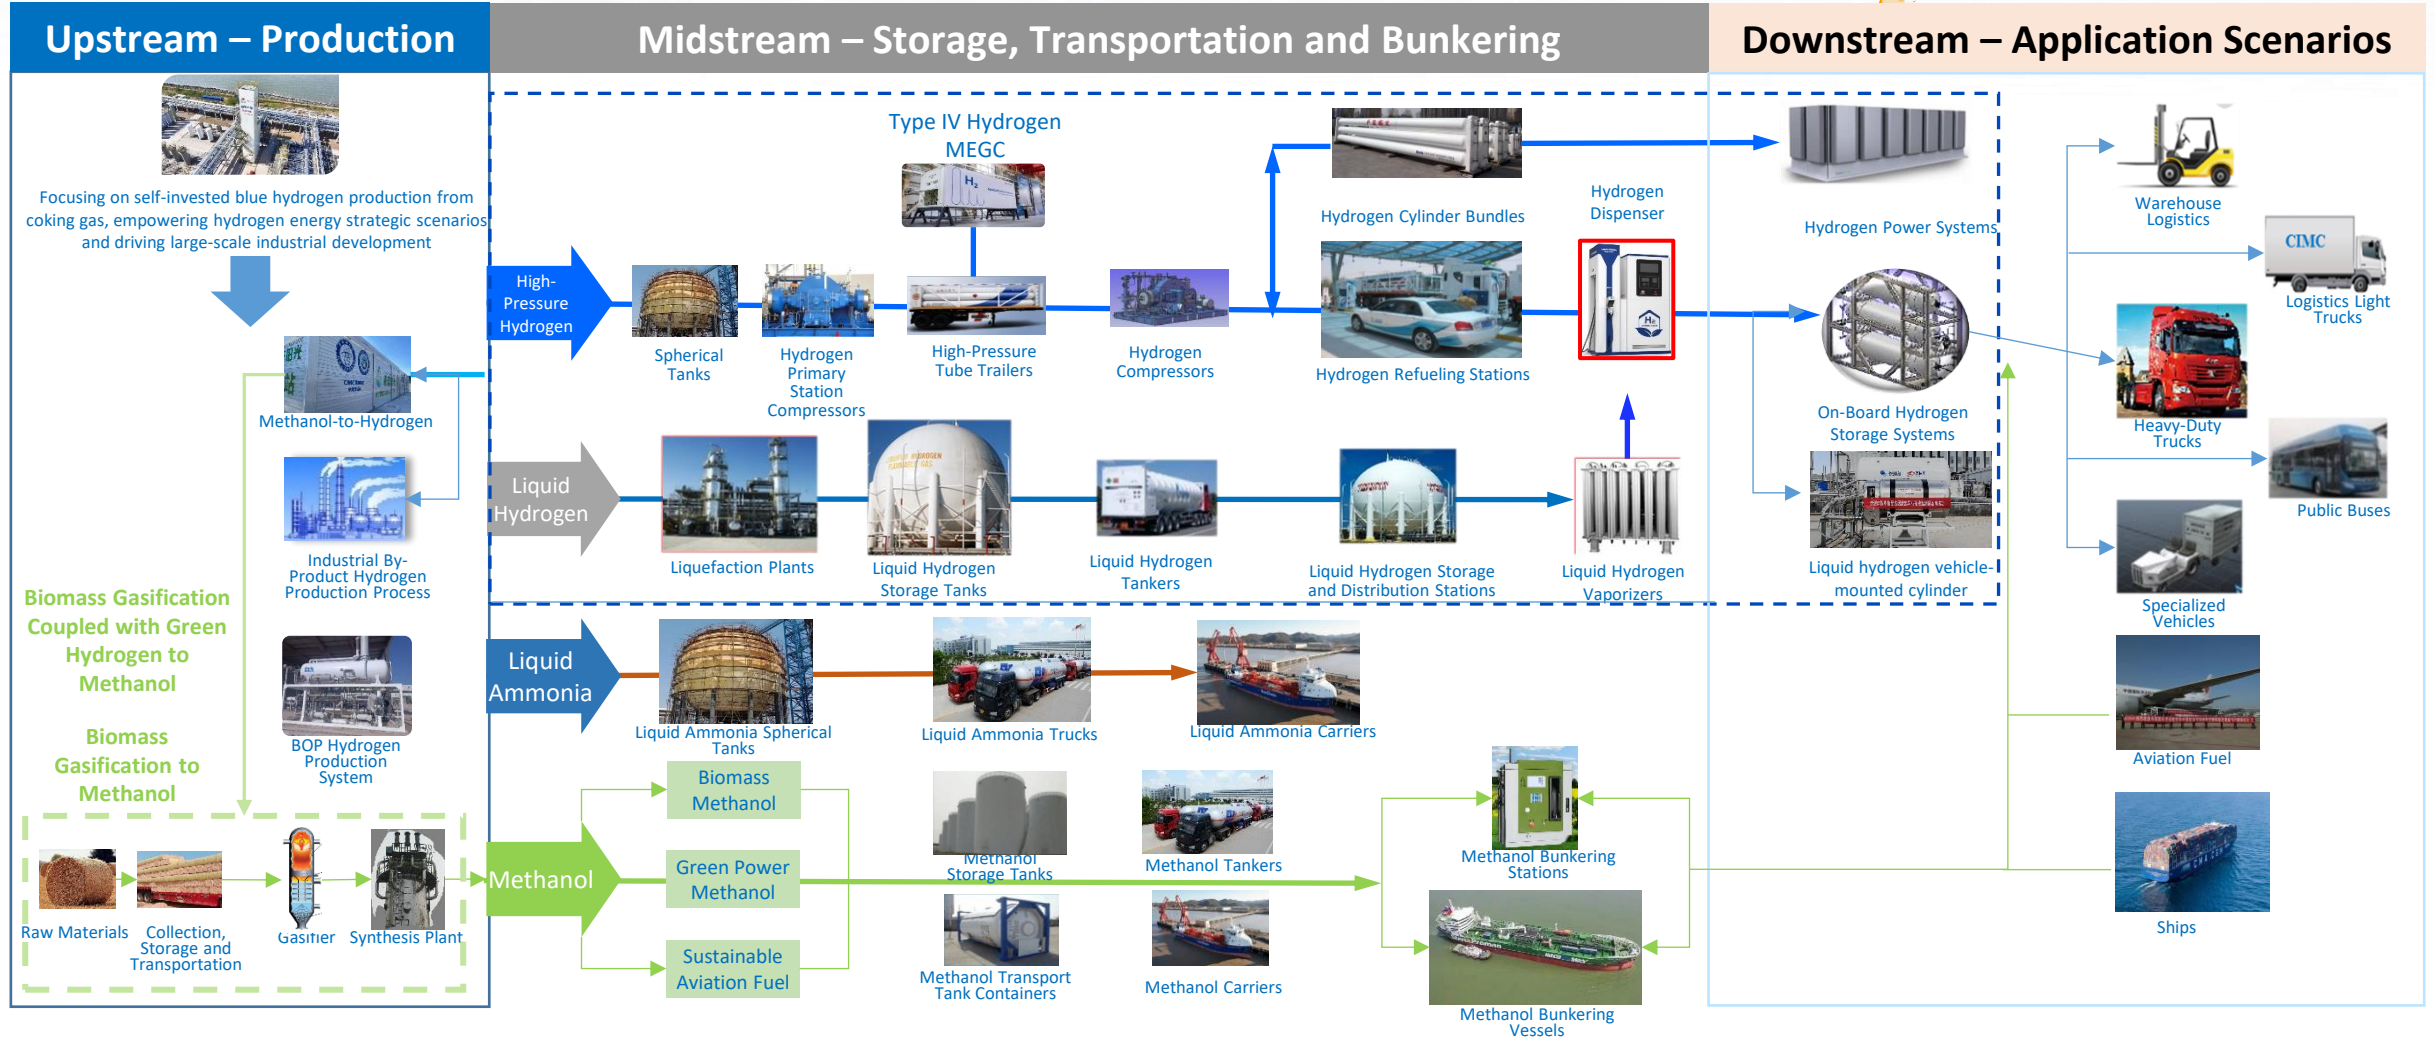 Upstream – Production
Midstream – Storage, Transportation and Bunkering
Downstream – Application Scenarios
Focusing on self-invested blue hydrogen production from
coking gas, empowering hydrogen energy strategic scenarios
and driving large-scale industrial development
Methanol-to-Hydrogen
Industrial By-
Product Hydrogen
Production Process
BOP Hydrogen
Production
System
Biomass Gasification
Coupled with Green
Hydrogen to
Methanol
Biomass
Gasification to
Methanol
Raw Materials
Collection,
Storage and
Transportation
Gasifier
Synthesis Plant
High-
Pressure
Hydrogen
Spherical
Tanks
Hydrogen
Primary
Station
Compressors
Type IV Hydrogen
MEGC
H2
High-Pressure
Tube Trailers
Hydrogen
Compressors
Hydrogen Cylinder Bundles
Hydrogen Refueling Stations
Hydrogen
Dispenser
H2
Hydrogen Power Systems
On-Board Hydrogen
Storage Systems
Liquid hydrogen vehicle-
mounted cylinder
Liquid
Hydrogen
Liquefaction Plants
Liquid Hydrogen
Storage Tanks
Liquid Hydrogen
Tankers
Liquid Hydrogen Storage
and Distribution Stations
Liquid Hydrogen
Vaporizers
Liquid
Ammonia
Liquid Ammonia Spherical
Tanks
Liquid Ammonia Trucks
Liquid Ammonia Carriers
Methanol
Biomass
Methanol
Green Power
Methanol
Sustainable
Aviation Fuel
Methanol
Storage Tanks
Methanol Tankers
Methanol Transport
Tank Containers
Methanol Carriers
Methanol Bunkering
Stations
Methanol Bunkering
Vessels
Warehouse
Logistics
CIMC
Logistics Light
Trucks
Heavy-Duty
Trucks
Public Buses
Specialized
Vehicles
Aviation Fuel
Ships